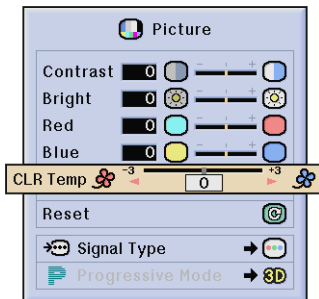 Picture
Contrast 0 - +
Bright 0 - +
Red 0 - +
Blue 0 - +
CLR Temp -3 0 +3
Reset
Signal Type
Progressive Mode 3D